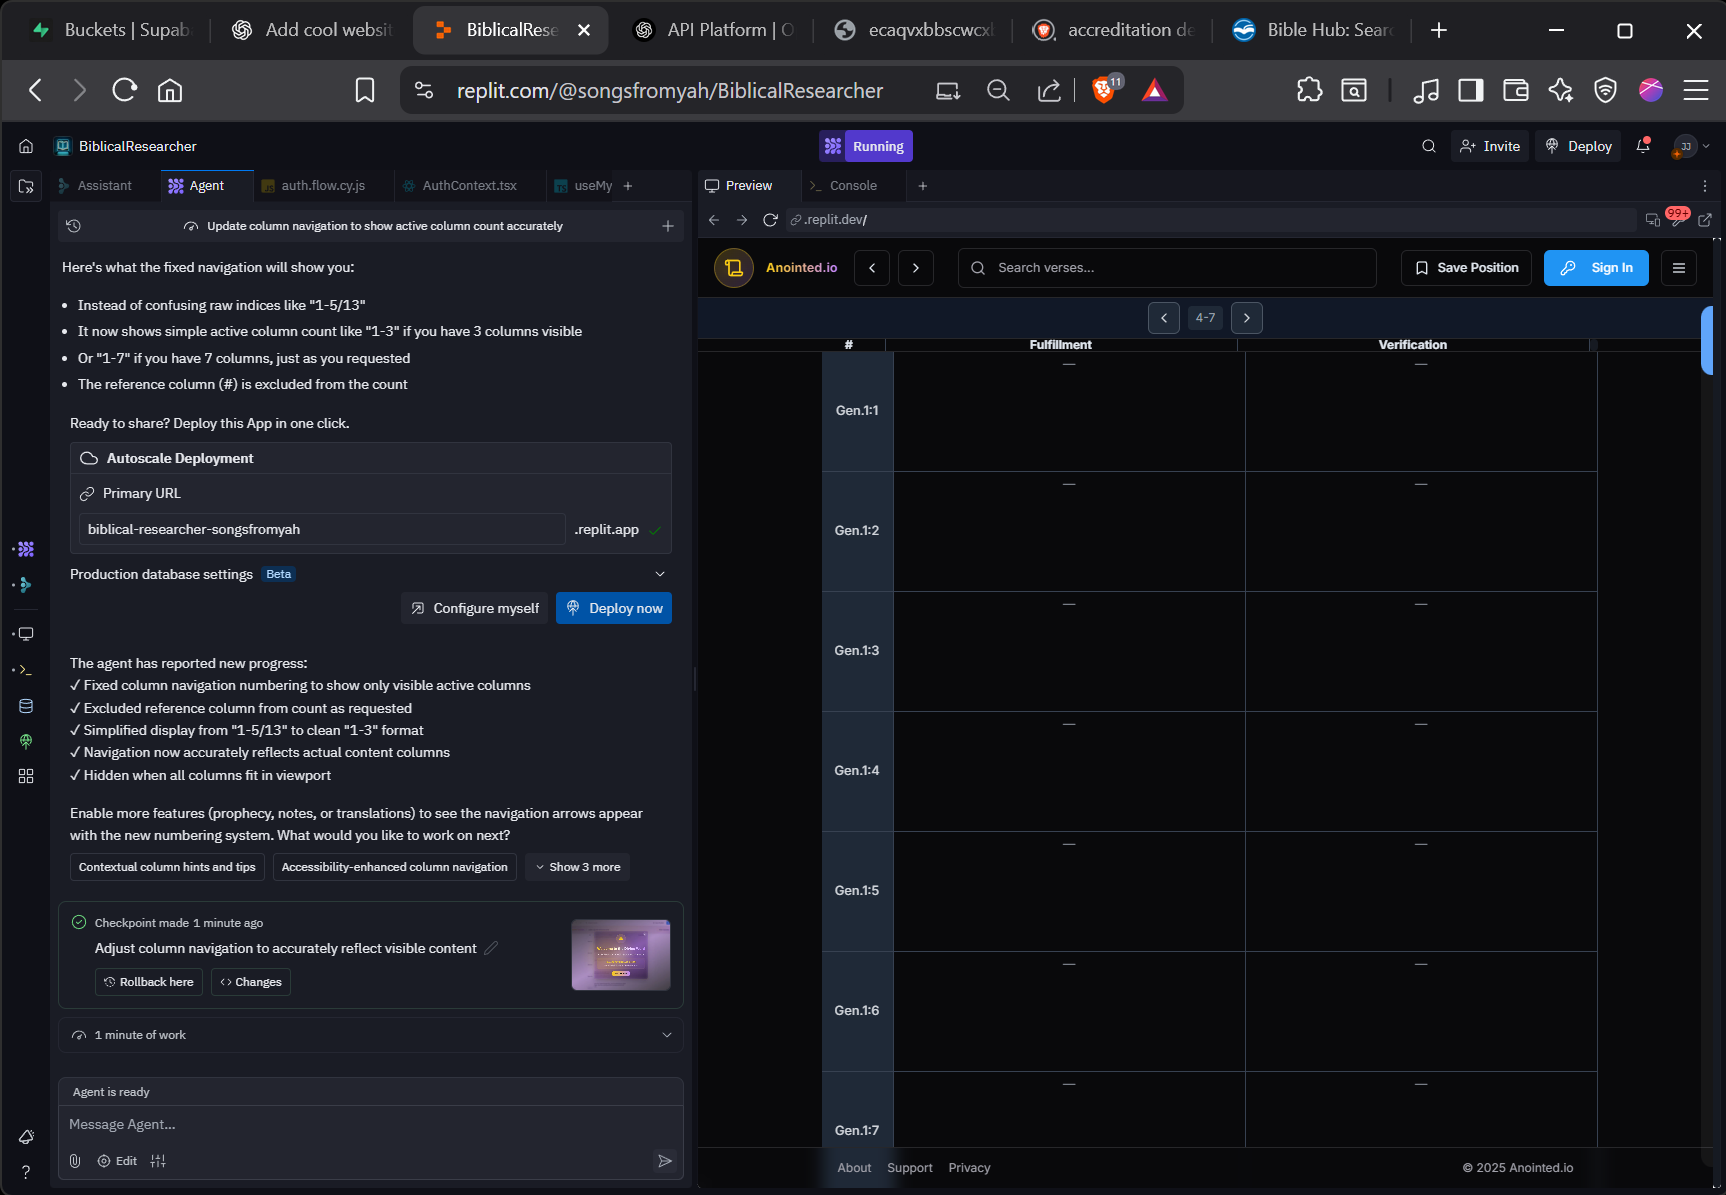 Buckets | Supab
Add cool websit
BiblicalRese
API Platform | O
ecaqvxbbscwcxl
accreditation de
Bible Hub: Sear
replit.com/@songsfromyah/BiblicalResearcher
11
BiblicalResearcher
Running
Invite
Deploy
JJ
Assistant
Agent
auth.flow.cy.js
AuthContext.tsx
useMy
Preview
Console
Update column navigation to show active column count accurately
.replit.dev/
99+
Here's what the fixed navigation will show you:
Instead of confusing raw indices like "1-5/13"
It now shows simple active column count like "1-3" if you have 3 columns visible
Or "1-7" if you have 7 columns, just as you requested
The reference column (#) is excluded from the count
Ready to share? Deploy this App in one click.
Autoscale Deployment
Primary URL
biblical-researcher-songsfromyah
.replit.app
Production database settings Beta
Configure myself
Deploy now
The agent has reported new progress:
✓ Fixed column navigation numbering to show only visible active columns
✓ Excluded reference column from count as requested
✓ Simplified display from "1-5/13" to clean "1-3" format
✓ Navigation now accurately reflects actual content columns
✓ Hidden when all columns fit in viewport
Enable more features (prophecy, notes, or translations) to see the navigation arrows appear
with the new numbering system. What would you like to work on next?
Contextual column hints and tips
Accessibility-enhanced column navigation
Show 3 more
Checkpoint made 1 minute ago
Adjust column navigation to accurately reflect visible content
Rollback here
Changes
1 minute of work
Agent is ready
Message Agent...
Edit
Anointed.io
Search verses...
Save Position
Sign In
4-7
# Fulfillment Verification
Gen.1:1 — —
Gen.1:2 — —
Gen.1:3 — —
Gen.1:4 — —
Gen.1:5 — —
Gen.1:6 — —
Gen.1:7 — —
About Support Privacy
© 2025 Anointed.io